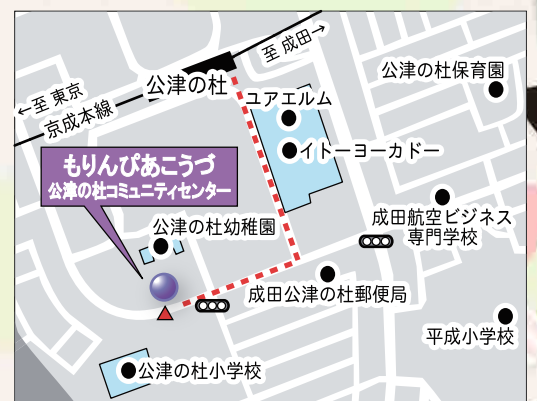 至 成田→
公津の杜
←至 東京
京成本線
公津の杜保育園
ユアエルム
イトーヨーカドー
もりんぴあこうづ
公津の杜コミュニティセンター
成田航空ビジネス
専門学校
公津の杜幼稚園
成田公津の杜郵便局
平成小学校
公津の杜小学校